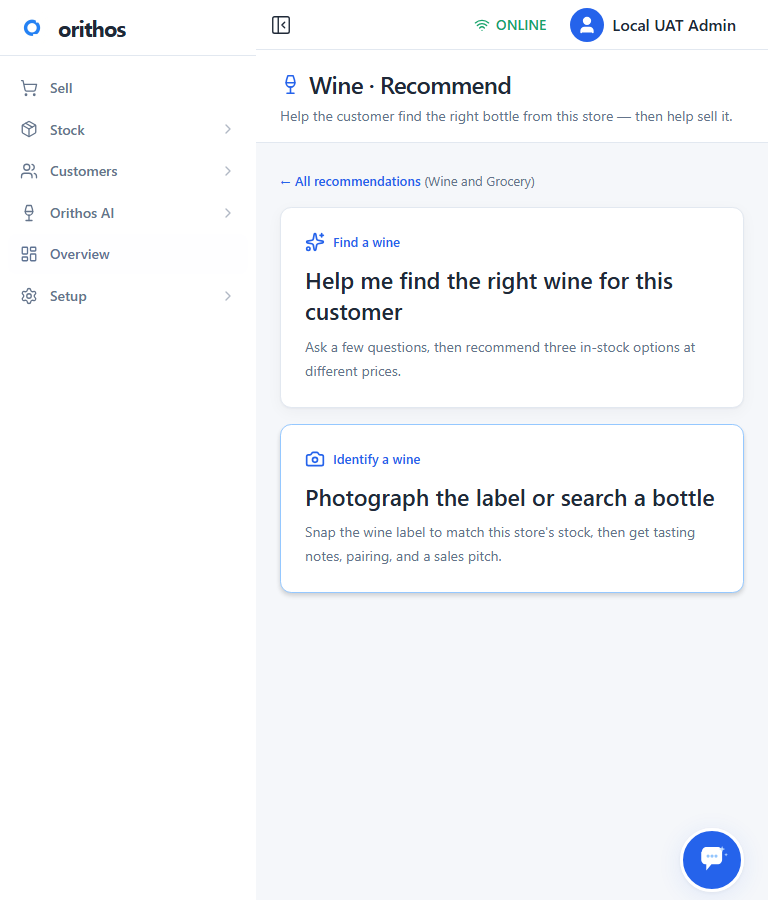 orithos
ONLINE
Local UAT Admin
Sell
Stock
Customers
Orithos AI
Overview
Setup
Wine · Recommend
Help the customer find the right bottle from this store — then help sell it.
← All recommendations (Wine and Grocery)
Find a wine
Help me find the right wine for this
customer
Ask a few questions, then recommend three in-stock options at
different prices.
Identify a wine
Photograph the label or search a bottle
Snap the wine label to match this store's stock, then get tasting
notes, pairing, and a sales pitch.